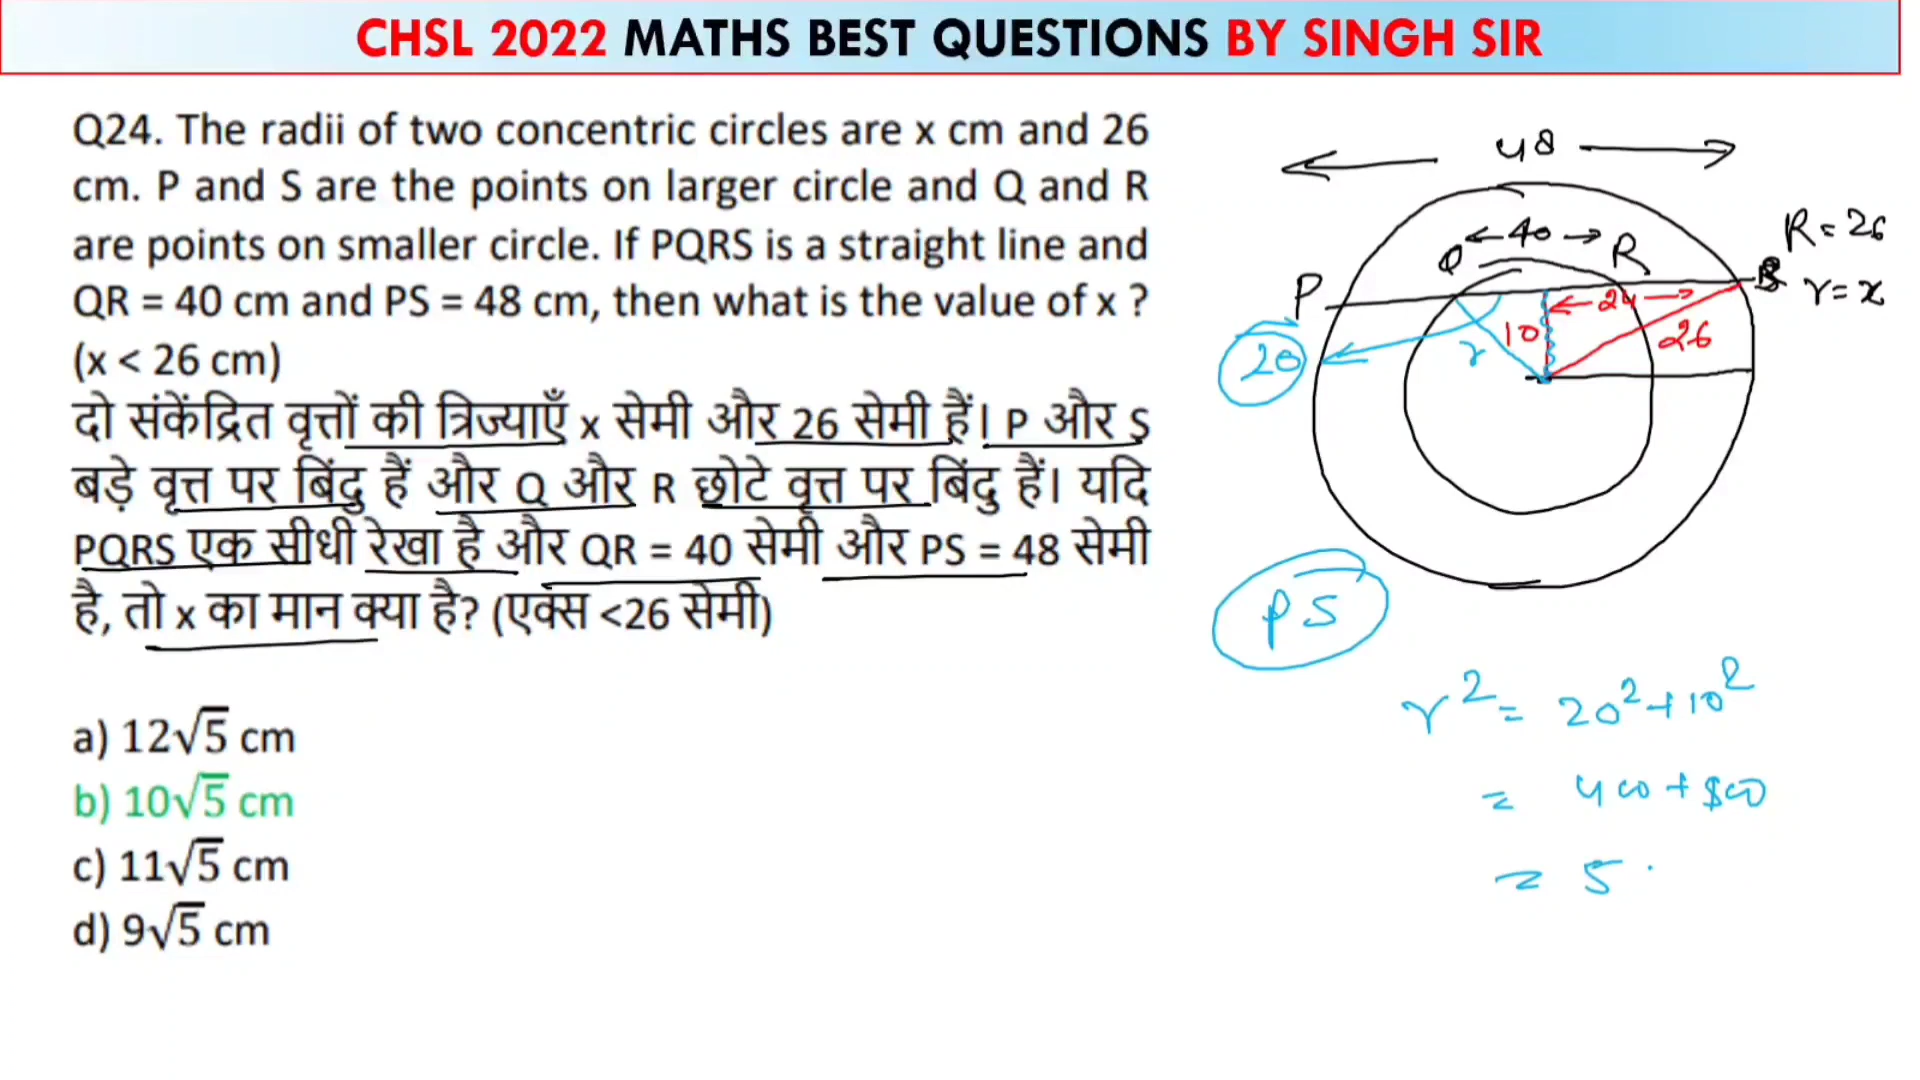 CHSL 2022 MATHS BEST QUESTIONS BY SINGH SIR
Q24. The radii of two concentric circles are x cm and 26
cm. P and S are the points on larger circle and Q and R
are points on smaller circle. If PQRS is a straight line and
QR = 40 cm and PS = 48 cm, then what is the value of x ?
(x < 26 cm)
दो संकेंद्रित वृत्तों की त्रिज्याएँ x सेमी और 26 सेमी हैं। P और S
बड़े वृत्त पर बिंदु हैं और Q और R छोटे वृत्त पर बिंदु हैं। यदि
PQRS एक सीधी रेखा है और QR = 40 सेमी और PS = 48 सेमी
है, तो x का मान क्या है? (एक्स <26 सेमी)
a) 12√5 cm
b) 10√5 cm
c) 11√5 cm
d) 9√5 cm
48
40
Q R
P
R = 26
r = x
24
10
26
r
20
PS
r² = 20² + 10²
= 400 +
= 5